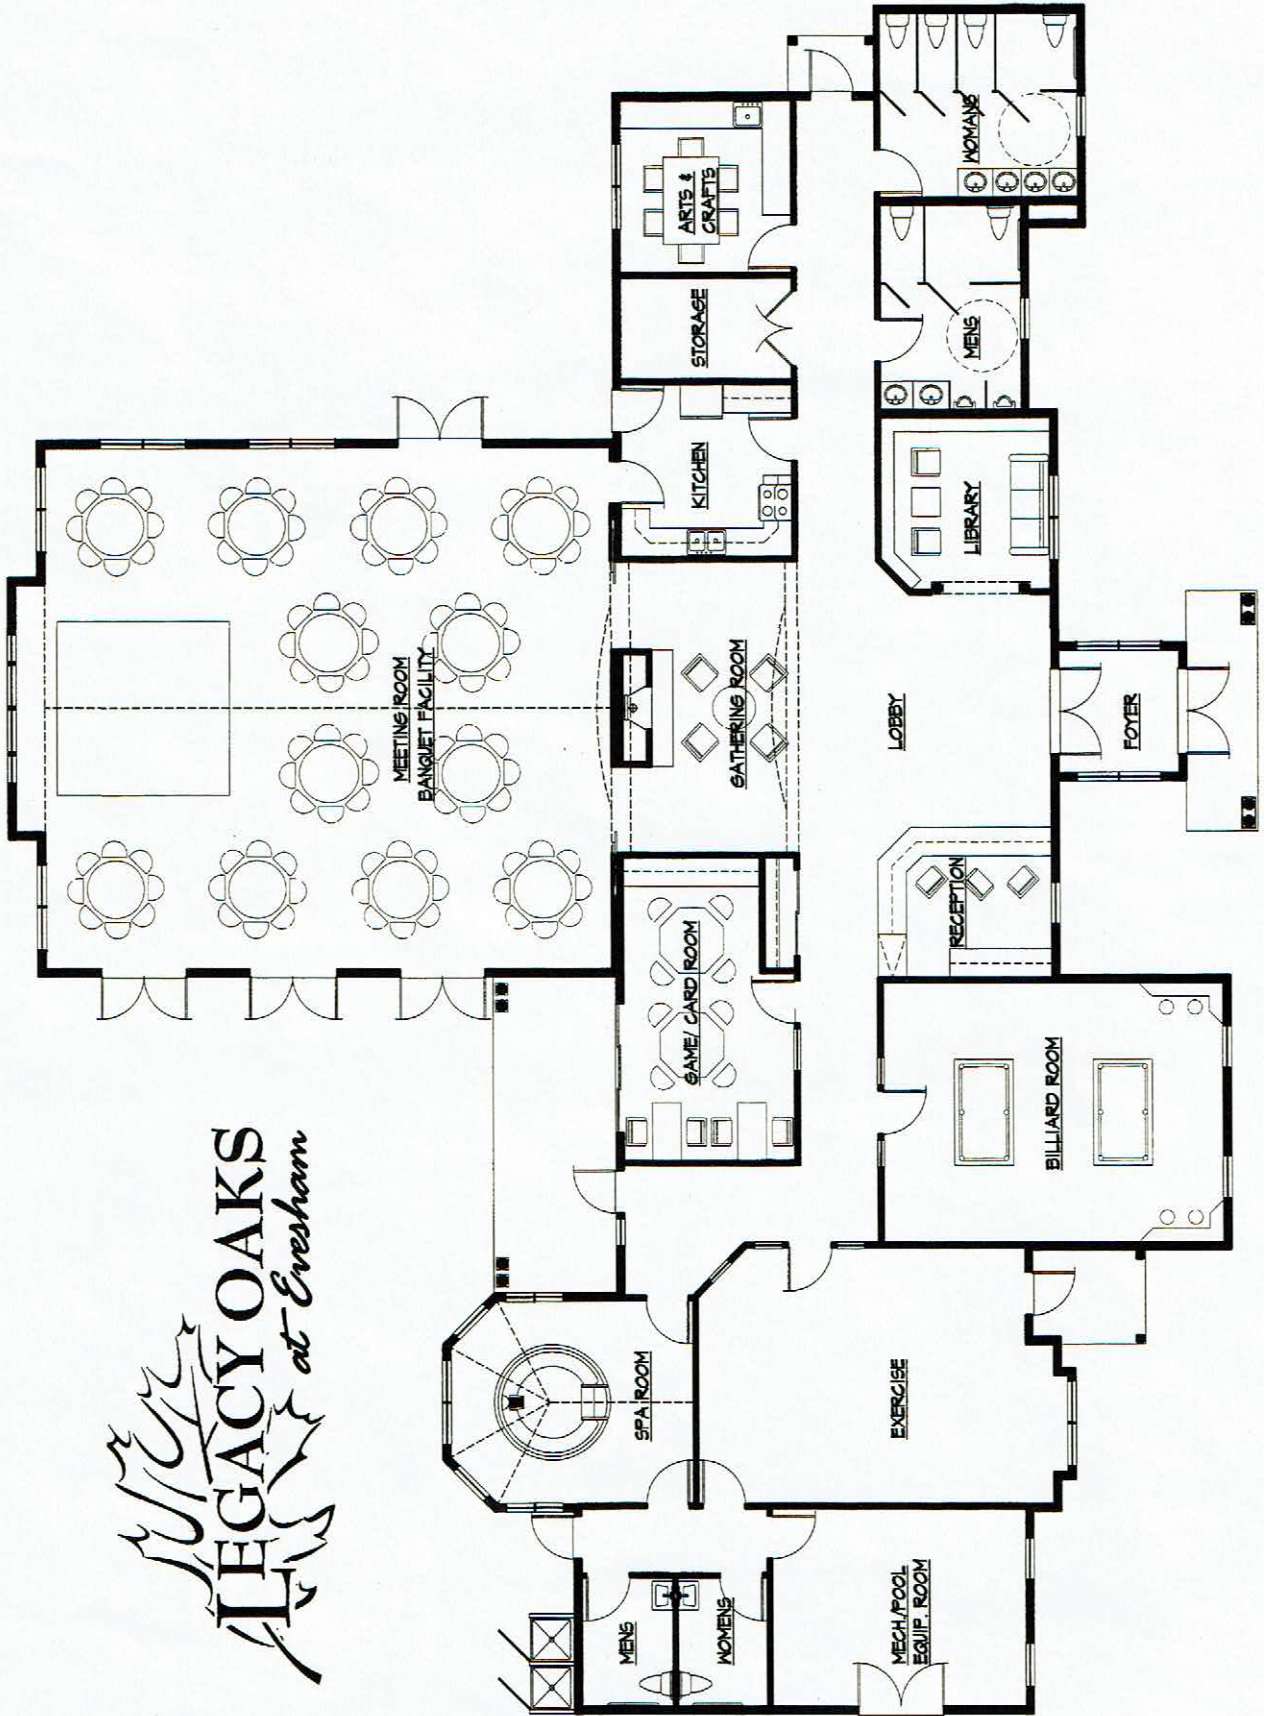 LEGACY OAKS
at Evesham
MEETING ROOM
BANQUET FACILITY
SPA ROOM
GAME/ CARD ROOM
GATHERING ROOM
KITCHEN
STORAGE
ARTS &
CRAFTS
MENS
WOMENS
MECH./POOL
EQUIP. ROOM
EXERCISE
BILLIARD ROOM
RECEPTION
LOBBY
FOYER
LIBRARY
MENS
WOMANS